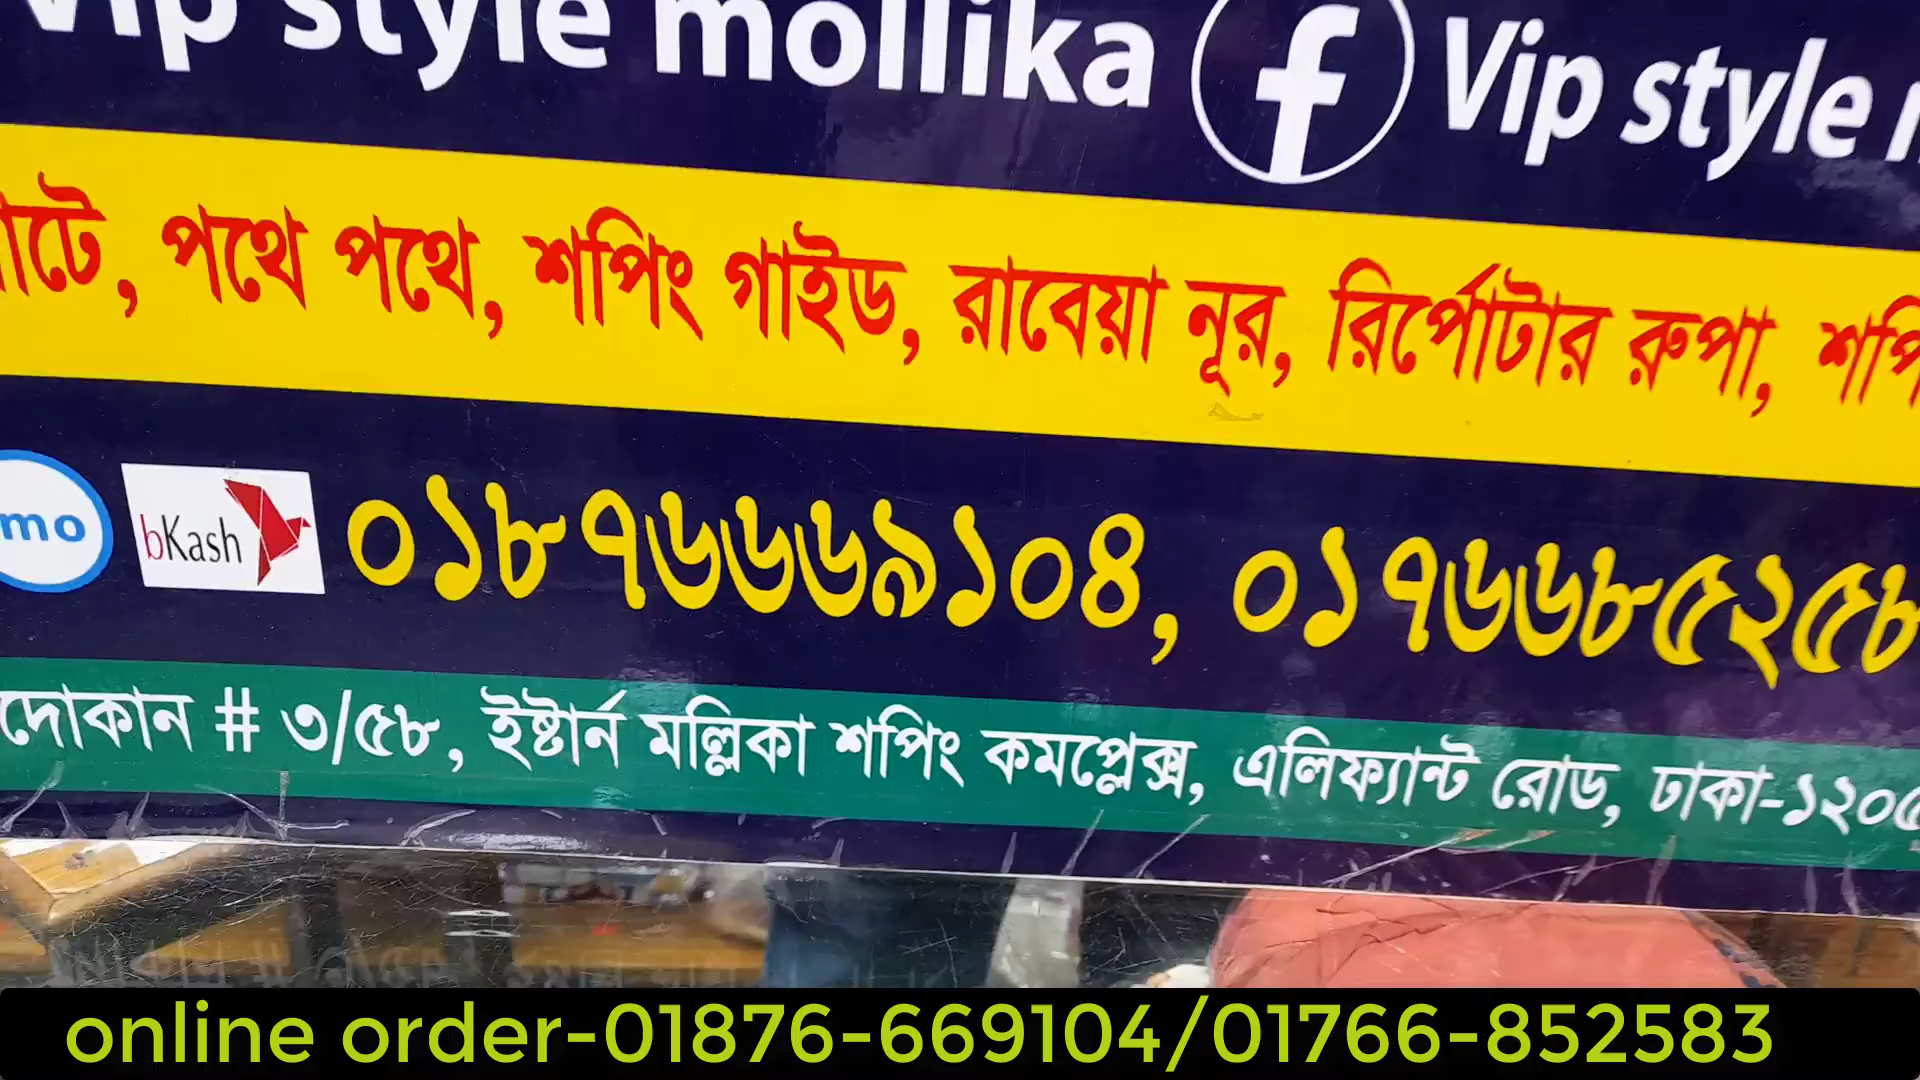 Vip style mollika f Vip style
পথে পথে, শপিং গাইড, রাবেয়া নূর, রির্পোটার রুপা,
mo bKash ০১৮৭৬৬৬৯১০৪, ০১৭৬৬৮৫২৫৮
দোকান # ৩/৫৮, ইষ্টার্ন মল্লিকা শপিং কমপ্লেক্স, এলিফ্যান্ট রোড, ঢাকা-১২০৫
online order-01876-669104/01766-852583